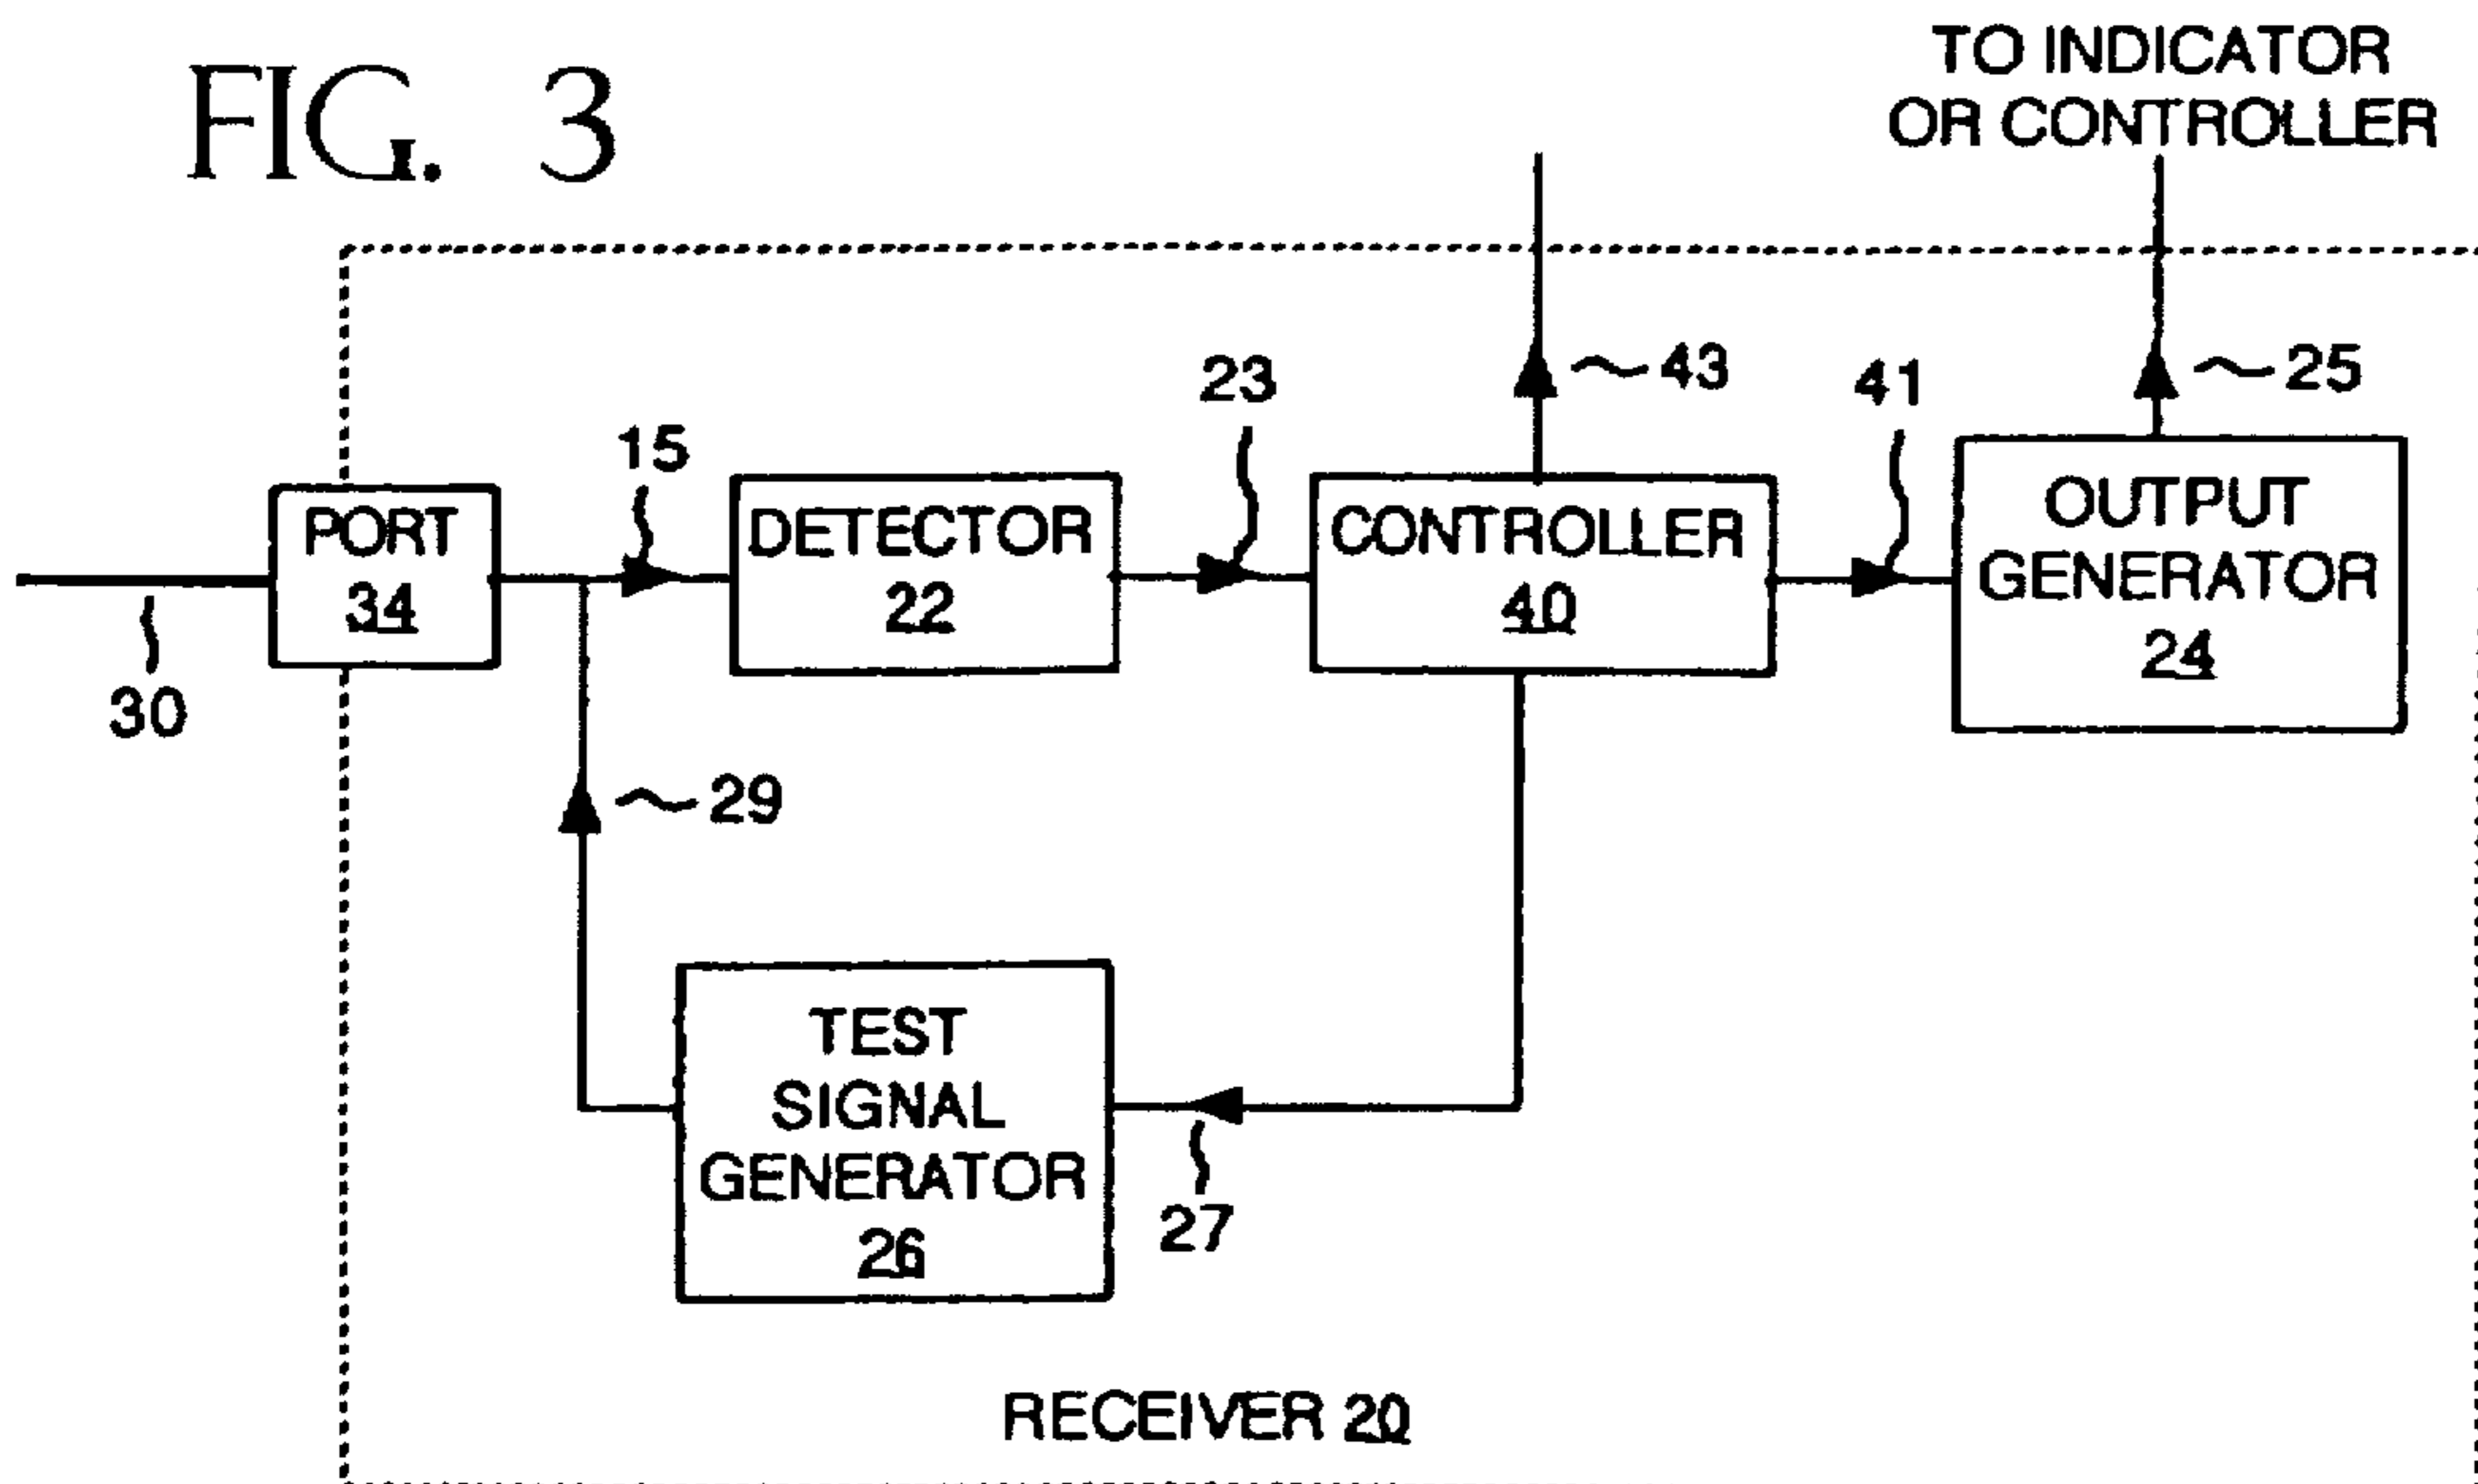 FIG. 3
TO INDICATOR
OR CONTROLLER
23
43
41
25
15
PORT
34
DETECTOR
22
CONTROLLER
40
OUTPUT
GENERATOR
24
30
29
TEST
SIGNAL
GENERATOR
26
27
RECEIVER 20